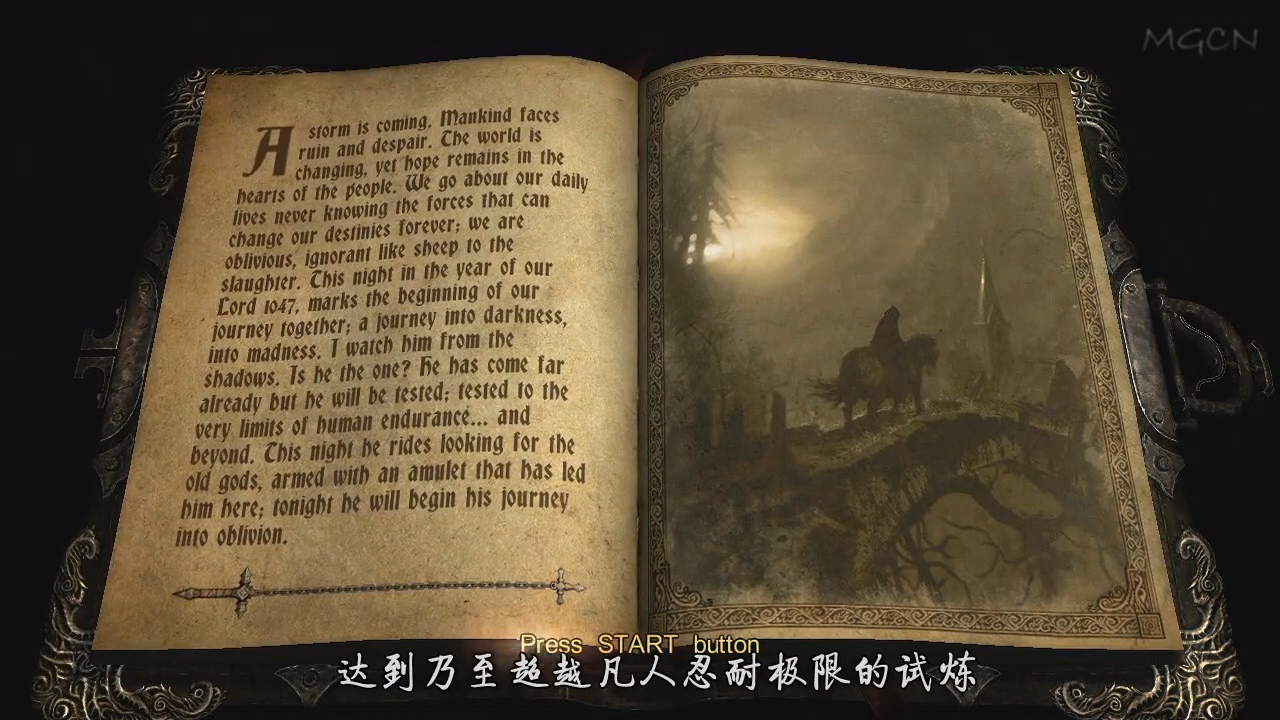 MGCN
A storm is coming. Mankind faces
ruin and despair. The world is
changing, yet hope remains in the
hearts of the people. We go about our daily
lives never knowing the forces that can
change our destinies forever; we are
oblivious, ignorant like sheep to the
slaughter. This night in the year of our
Lord 1047, marks the beginning of our
journey together; a journey into darkness,
into madness. I watch him from the
shadows. Is he the one? He has come far
already but he will be tested; tested to the
very limits of human endurance... and
beyond. This night he rides looking for the
old gods, armed with an amulet that has led
him here; tonight he will begin his journey
into oblivion.
Press START button
达到乃至超越凡人忍耐极限的试炼